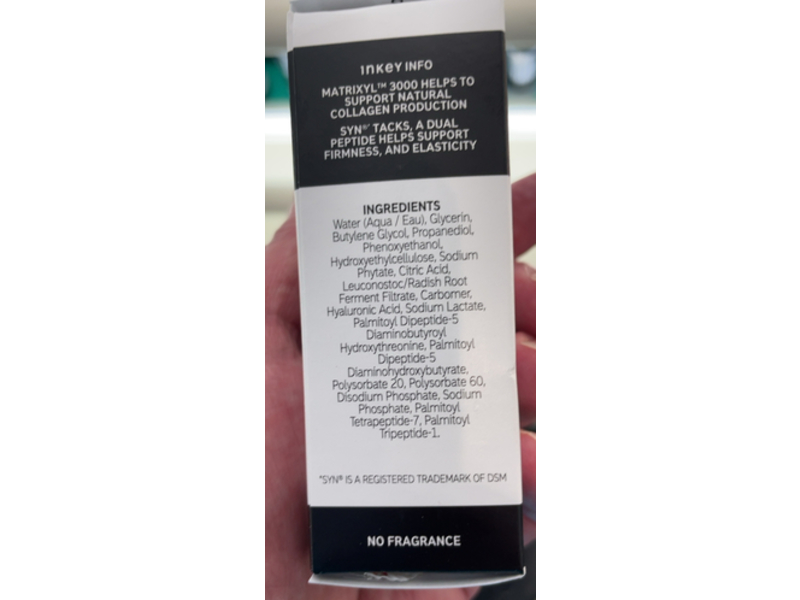 INKEY INFO
MATRIXYL™ 3000 HELPS TO
SUPPORT NATURAL
COLLAGEN PRODUCTION
SYN®* TACKS, A DUAL
PEPTIDE HELPS SUPPORT
FIRMNESS, AND ELASTICITY
INGREDIENTS
Water (Aqua / Eau), Glycerin,
Butylene Glycol, Propanediol,
Phenoxyethanol,
Hydroxyethylcellulose, Sodium
Phytate, Citric Acid,
Leuconostoc/Radish Root
Ferment Filtrate, Carbomer,
Hyaluronic Acid, Sodium Lactate,
Palmitoyl Dipeptide-5
Diaminobutyroyl
Hydroxythreonine, Palmitoyl
Dipeptide-5
Diaminohydroxybutyrate,
Polysorbate 20, Polysorbate 60,
Disodium Phosphate, Sodium
Phosphate, Palmitoyl
Tetrapeptide-7, Palmitoyl
Tripeptide-1.
*SYN® IS A REGISTERED TRADEMARK OF DSM
NO FRAGRANCE